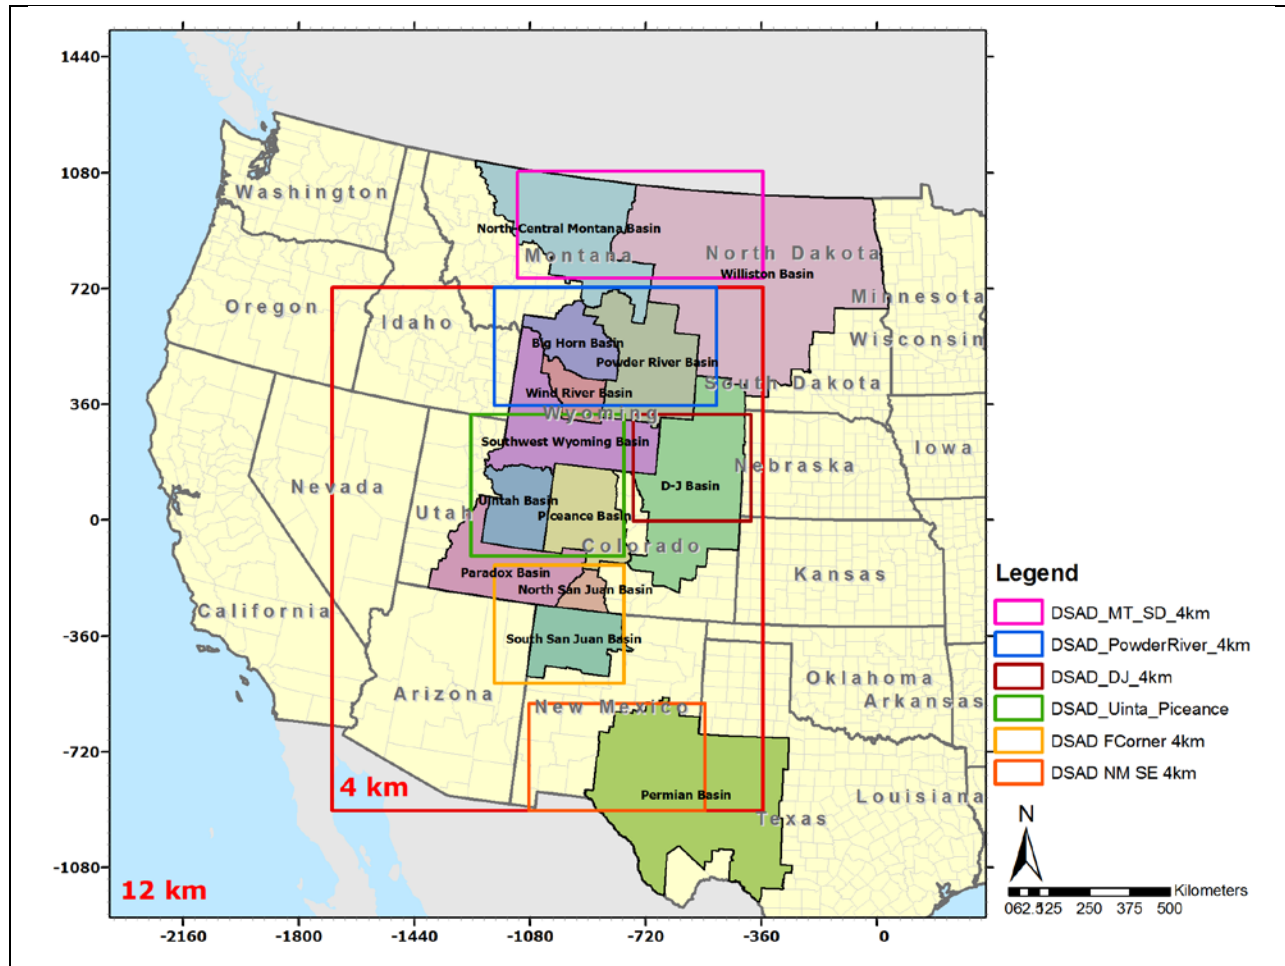 1440
1080
720
360
0
-360
-720
-1080
-2160
-1800
-1440
-1080
-720
-360
0
Washington
North-Central Montana Basin
Montana
North Dakota
Williston Basin
Oregon
Idaho
Minnesota
Wisconsin
Big Horn Basin
Powder River Basin
South Dakota
Wind River Basin
Wyoming
Southwest Wyoming Basin
Iowa
Nebraska
Nevada
D-J Basin
Uintah Basin
Utah
Piceance Basin
Colorado
Paradox Basin
Kansas
North San Juan Basin
California
South San Juan Basin
Oklahoma
Arizona
Arkansas
New Mexico
4 km
Permian Basin
Louisiana
Texas
12 km
Legend
DSAD_MT_SD_4km
DSAD_PowderRiver_4km
DSAD_DJ_4km
DSAD_Uinta_Piceance
DSAD FCorner 4km
DSAD NM SE 4km
N
Kilometers
062.5125 250 375 500